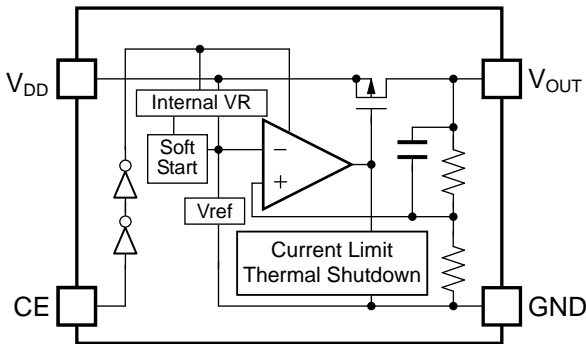 VDD
VOUT
Internal VR
Soft
Start
−
+
Vref
Current Limit
Thermal Shutdown
CE
GND